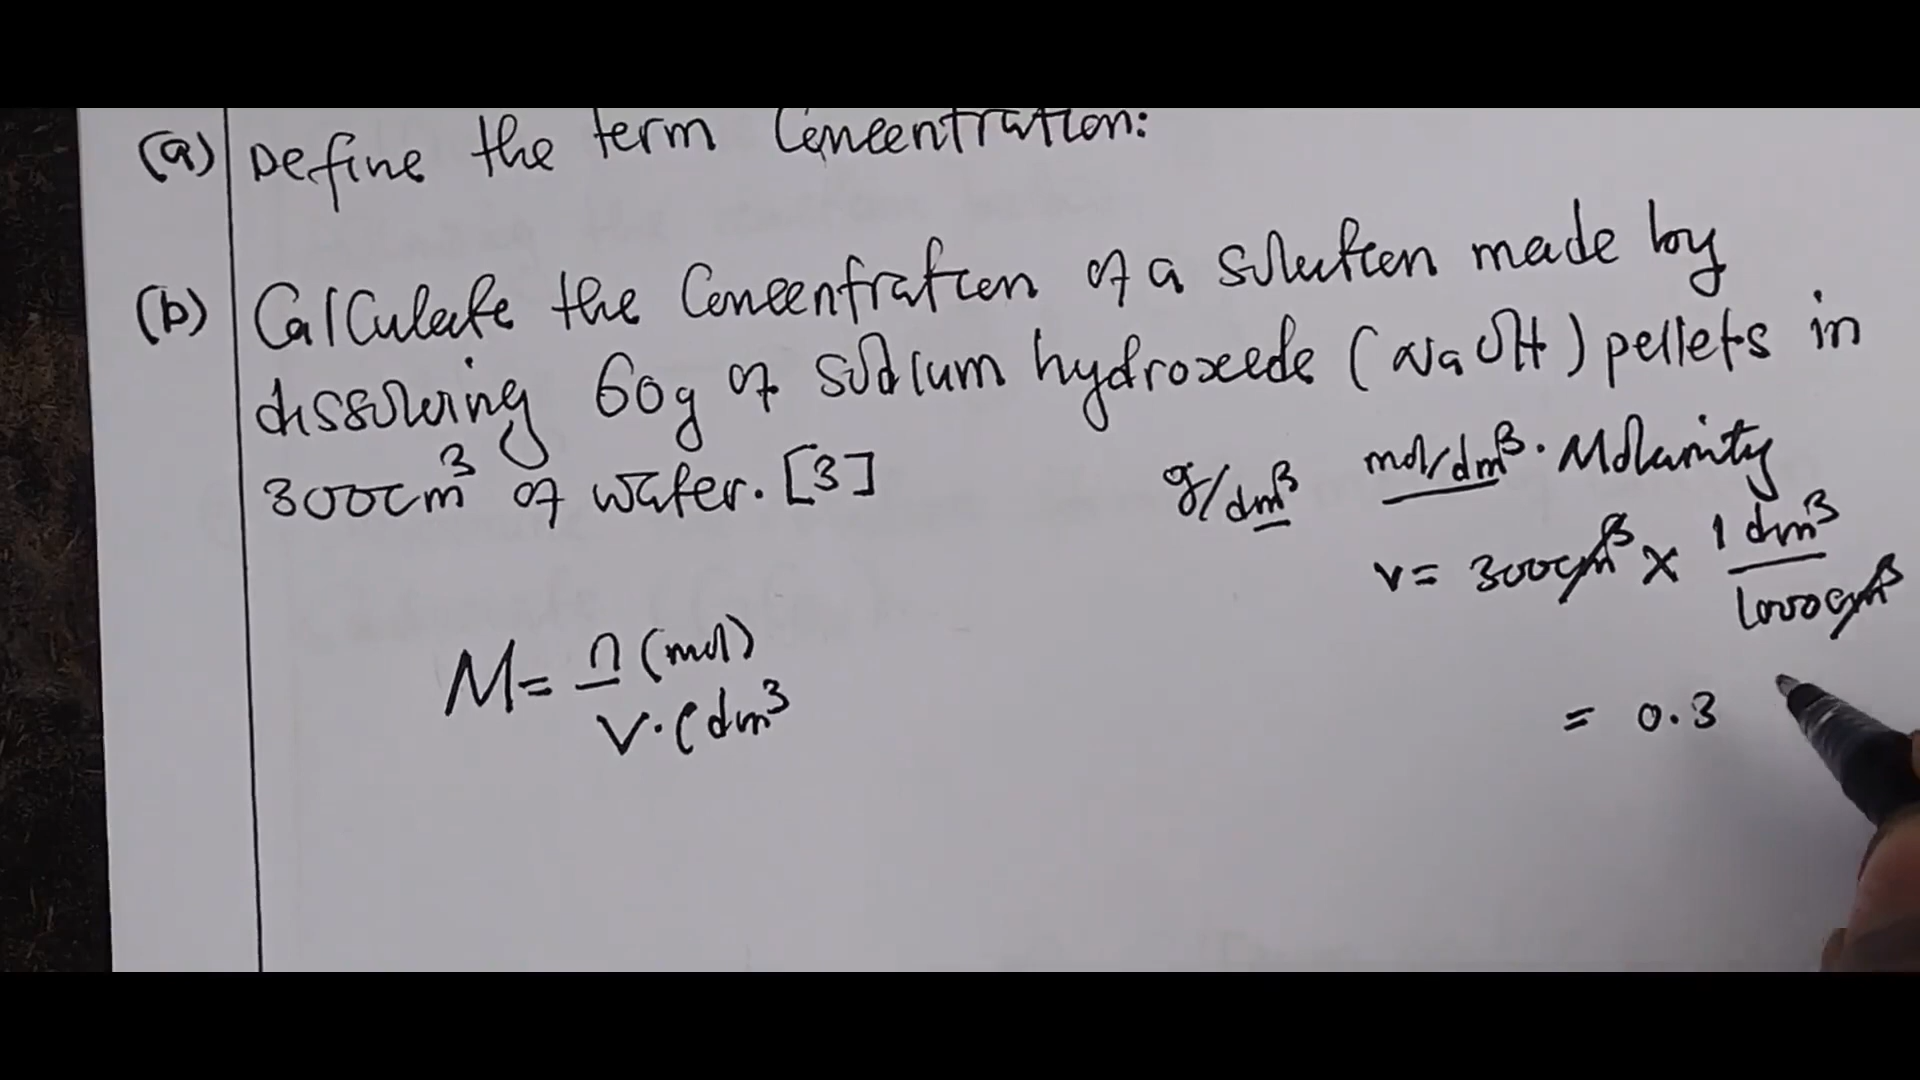 (a) Define the term Concentration:
(b) Calculate the Concentration of a solution made by
dissolving 60g of sodium hydroxide (NaOH) pellets in
300cm³ of water. [3]
g/dm³ mol/dm³. Molarity
v = 300cm³ x 1 dm³
1000cm³
= 0.3
M = n (mol)
V. (dm³